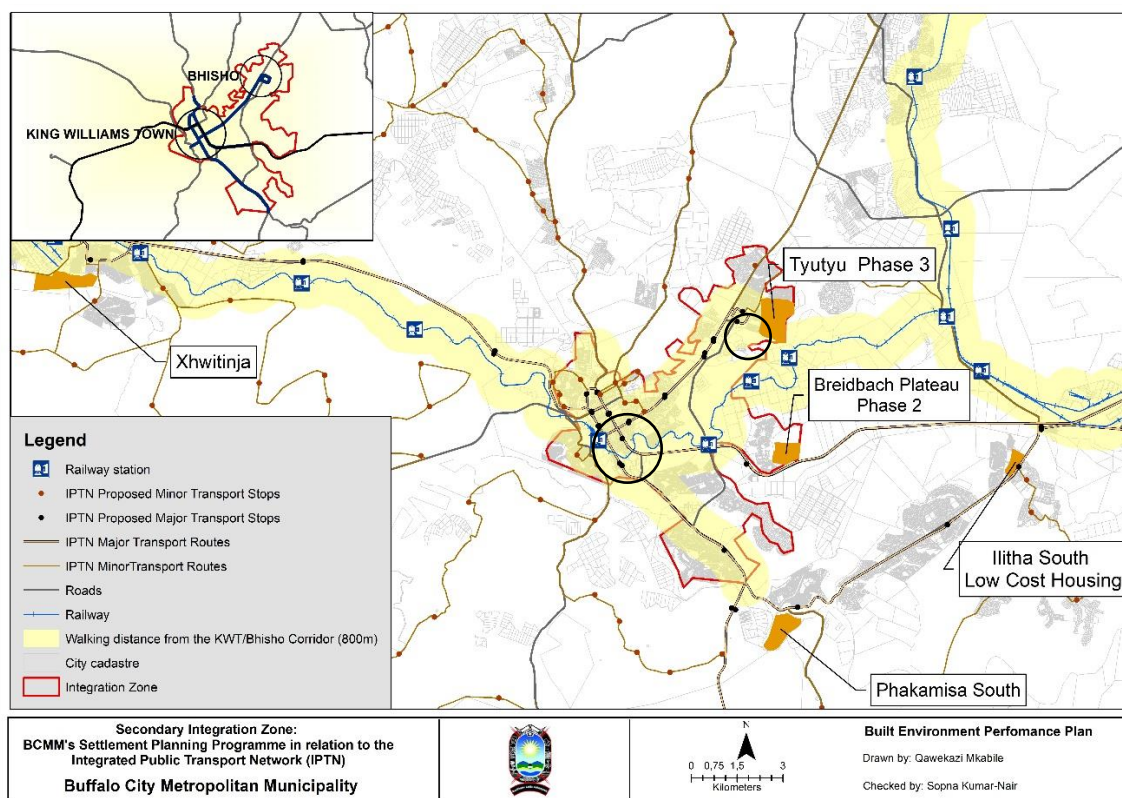 BHISHO
KING WILLIAMS TOWN
Tyutyu Phase 3
Xhwitinja
Breidbach Plateau
Phase 2
Ilitha South
Low Cost Housing
Phakamisa South
Legend
Railway station
IPTN Proposed Minor Transport Stops
IPTN Proposed Major Transport Stops
IPTN Major Transport Routes
IPTN MinorTransport Routes
Roads
Railway
Walking distance from the KWT/Bhisho Corridor (800m)
City cadastre
Integration Zone
Secondary Integration Zone:
BCMM's Settlement Planning Programme in relation to the
Integrated Public Transport Network (IPTN)
Buffalo City Metropolitan Municipality
N
0 0,75 1,5 3
Kilometers
Built Environment Perfomance Plan
Drawn by: Qawekazi Mkabile
Checked by: Sopna Kumar-Nair